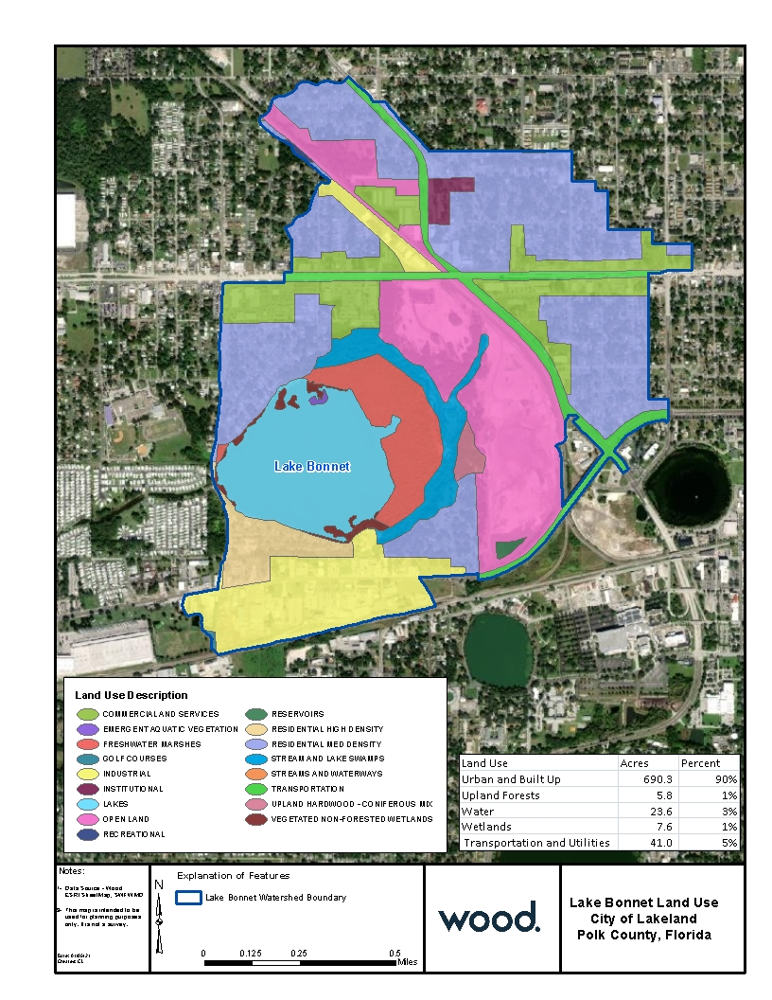 Lake Bonnet
Land Use Description
COMMERCIAL AND SERVICES
EMERGENT AQUATIC VEGETATION
FRESHWATER MARSHES
GOLF COURSES
INDUSTRIAL
INSTITUTIONAL
LAKES
OPEN LAND
RECREATIONAL
RESERVOIRS
RESIDENTIAL HIGH DENSITY
RESIDENTIAL MED DENSITY
STREAM AND LAKE SWAMPS
STREAMS AND WATERWAYS
TRANSPORTATION
UPLAND HARDWOOD - CONIFEROUS MIX
VEGETATED NON-FORESTED WETLANDS
Land Use Acres Percent
Urban and Built Up 690.3 90%
Upland Forests 5.8 1%
Water 23.6 3%
Wetlands 7.6 1%
Transportation and Utilities 41.0 5%
Notes:
1- Data Source - Wood
ESRI StreetMap, SWFWMD
2- This map is intended to be
used for planning purposes
only. It is not a survey.
N
Explanation of Features
Lake Bonnet Watershed Boundary
0 0.125 0.25 0.5
Miles
wood.
Lake Bonnet Land Use
City of Lakeland
Polk County, Florida